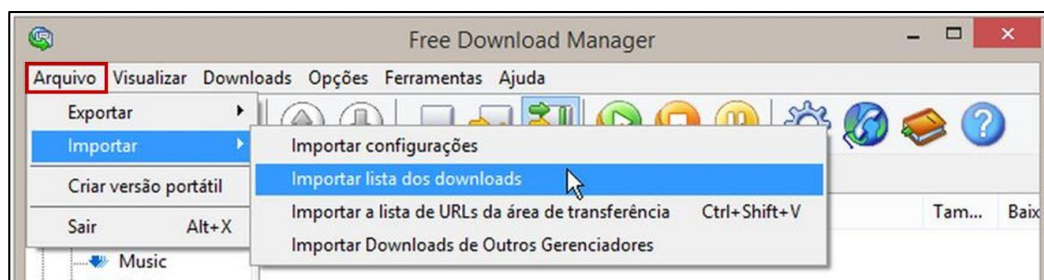 Free Download Manager
Arquivo Visualizar Downloads Opções Ferramentas Ajuda
Exportar
Importar
Criar versão portátil
Sair Alt+X
Importar configurações
Importar lista dos downloads
Importar a lista de URLs da área de transferência Ctrl+Shift+V
Importar Downloads de Outros Gerenciadores
Tam... Baix
Music